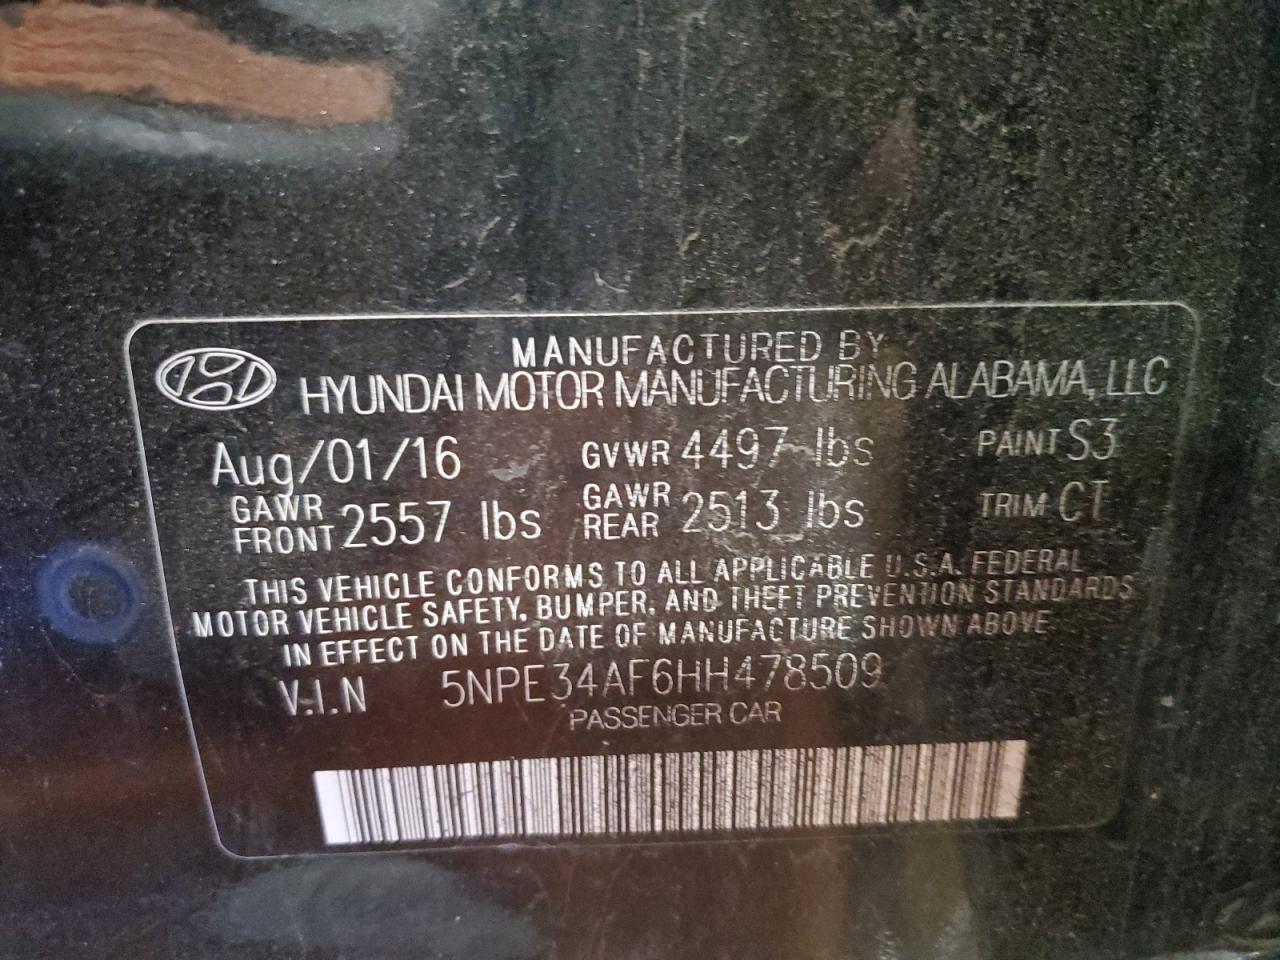 MANUFACTURED BY
HYUNDAI MOTOR MANUFACTURING ALABAMA, LLC
Aug/01/16 GVWR 4497 lbs PAINT S3
GAWR FRONT 2557 lbs GAWR REAR 2513 lbs TRIM CT
THIS VEHICLE CONFORMS TO ALL APPLICABLE U.S.A. FEDERAL
MOTOR VEHICLE SAFETY, BUMPER, AND THEFT PREVENTION STANDARDS
IN EFFECT ON THE DATE OF MANUFACTURE SHOWN ABOVE
V.I.N 5NPE34AF6HH478509
PASSENGER CAR